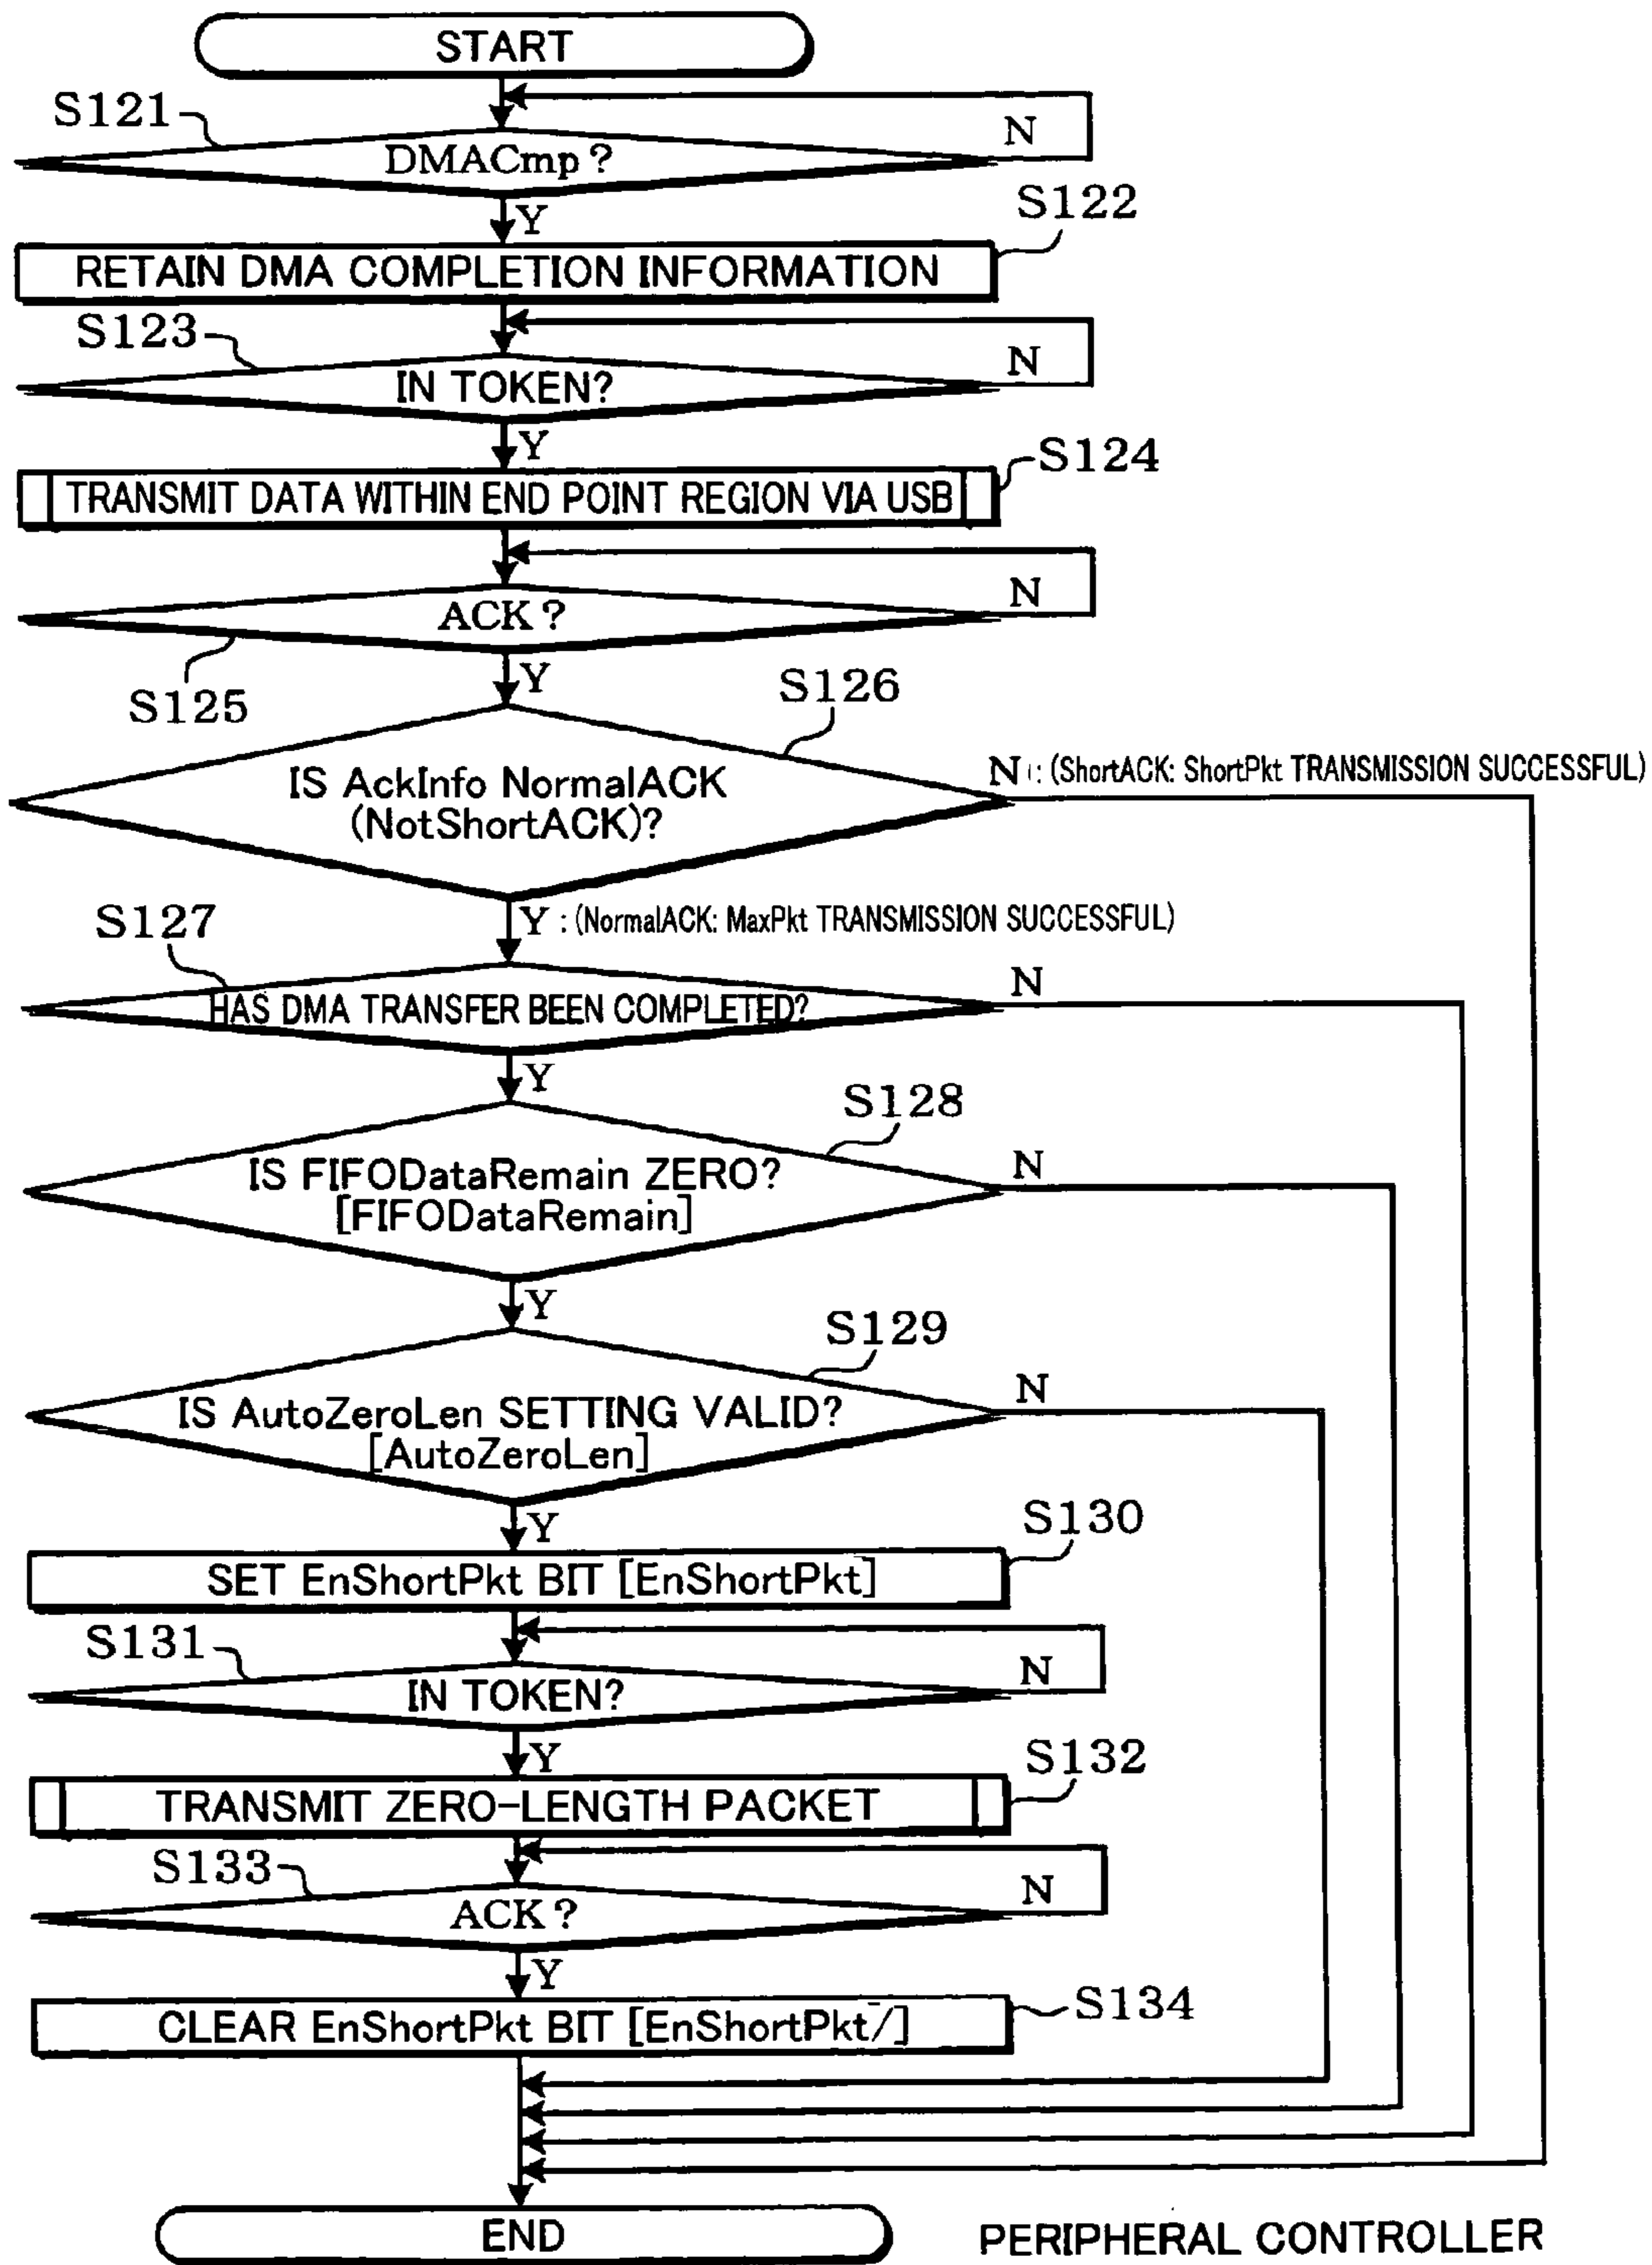 START
S121
DMACmp?
N
Y
S122
RETAIN DMA COMPLETION INFORMATION
S123
IN TOKEN?
N
Y
S124
TRANSMIT DATA WITHIN END POINT REGION VIA USB
ACK?
N
S125
Y
S126
IS AckInfo NormalACK
(NotShortACK)?
N : (ShortACK: ShortPkt TRANSMISSION SUCCESSFUL)
Y : (NormalACK: MaxPkt TRANSMISSION SUCCESSFUL)
S127
HAS DMA TRANSFER BEEN COMPLETED?
N
Y
S128
IS FIFODataRemain ZERO?
[FIFODataRemain]
N
Y
S129
IS AutoZeroLen SETTING VALID?
[AutoZeroLen]
N
Y
S130
SET EnShortPkt BIT [EnShortPkt]
S131
IN TOKEN?
N
Y
S132
TRANSMIT ZERO-LENGTH PACKET
S133
ACK?
N
Y
S134
CLEAR EnShortPkt BIT [EnShortPkt/]
END
PERIPHERAL CONTROLLER